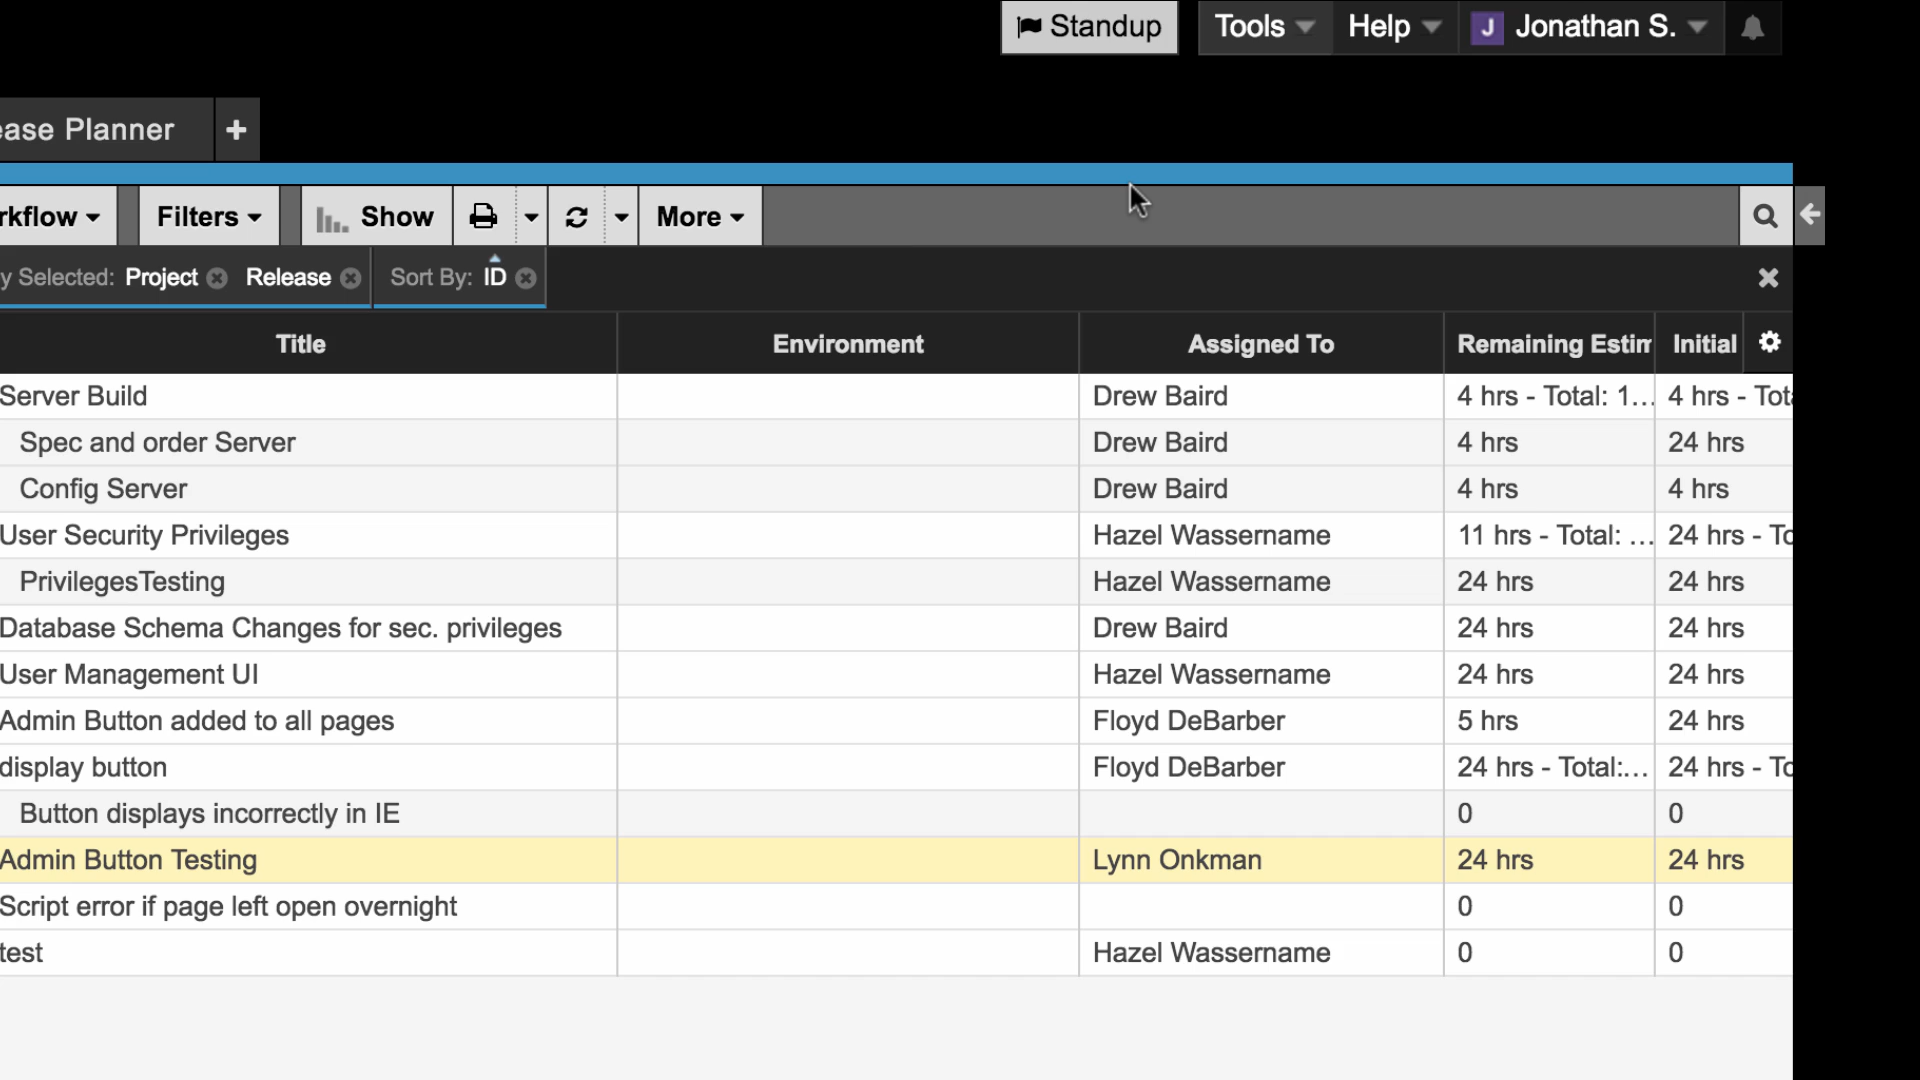 Standup Tools Help J Jonathan S.
ease Planner +
rkflow Filters Show More
y Selected: Project Release Sort By: ID
Title Environment Assigned To Remaining Estim Initial
Server Build Drew Baird 4 hrs - Total: 1... 4 hrs - Tot
Spec and order Server Drew Baird 4 hrs 24 hrs
Config Server Drew Baird 4 hrs 4 hrs
User Security Privileges Hazel Wassername 11 hrs - Total: ... 24 hrs - To
PrivilegesTesting Hazel Wassername 24 hrs 24 hrs
Database Schema Changes for sec. privileges Drew Baird 24 hrs 24 hrs
User Management UI Hazel Wassername 24 hrs 24 hrs
Admin Button added to all pages Floyd DeBarber 5 hrs 24 hrs
display button Floyd DeBarber 24 hrs - Total:... 24 hrs - To
Button displays incorrectly in IE 0 0
Admin Button Testing Lynn Onkman 24 hrs 24 hrs
Script error if page left open overnight 0 0
test Hazel Wassername 0 0